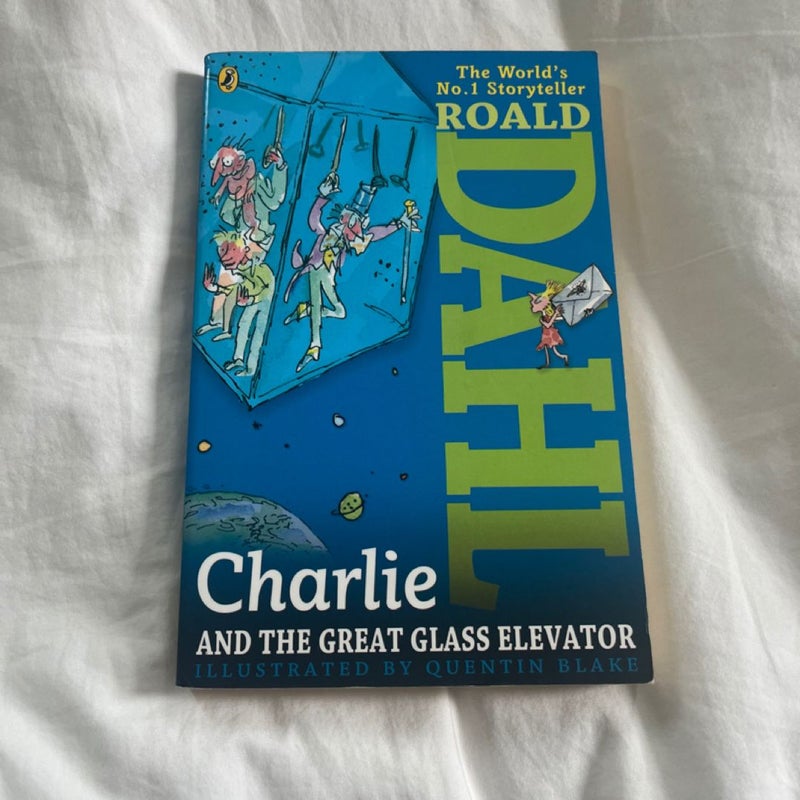 The World's
No.1 Storyteller
ROALD
DAHL
Charlie
AND THE GREAT GLASS ELEVATOR
ILLUSTRATED BY QUENTIN BLAKE